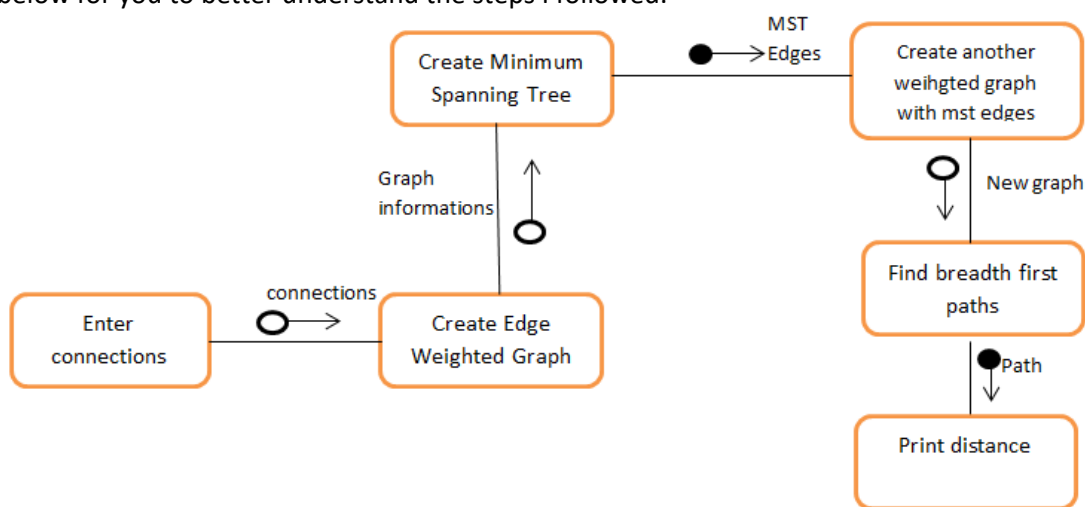 below for you to better understand the steps I followed.
MST
Edges
Create Minimum
Spanning Tree
Create another
weihgted graph
with mst edges
Graph
informations
New graph
Find breadth first
paths
connections
Enter
connections
Create Edge
Weighted Graph
Path
Print distance